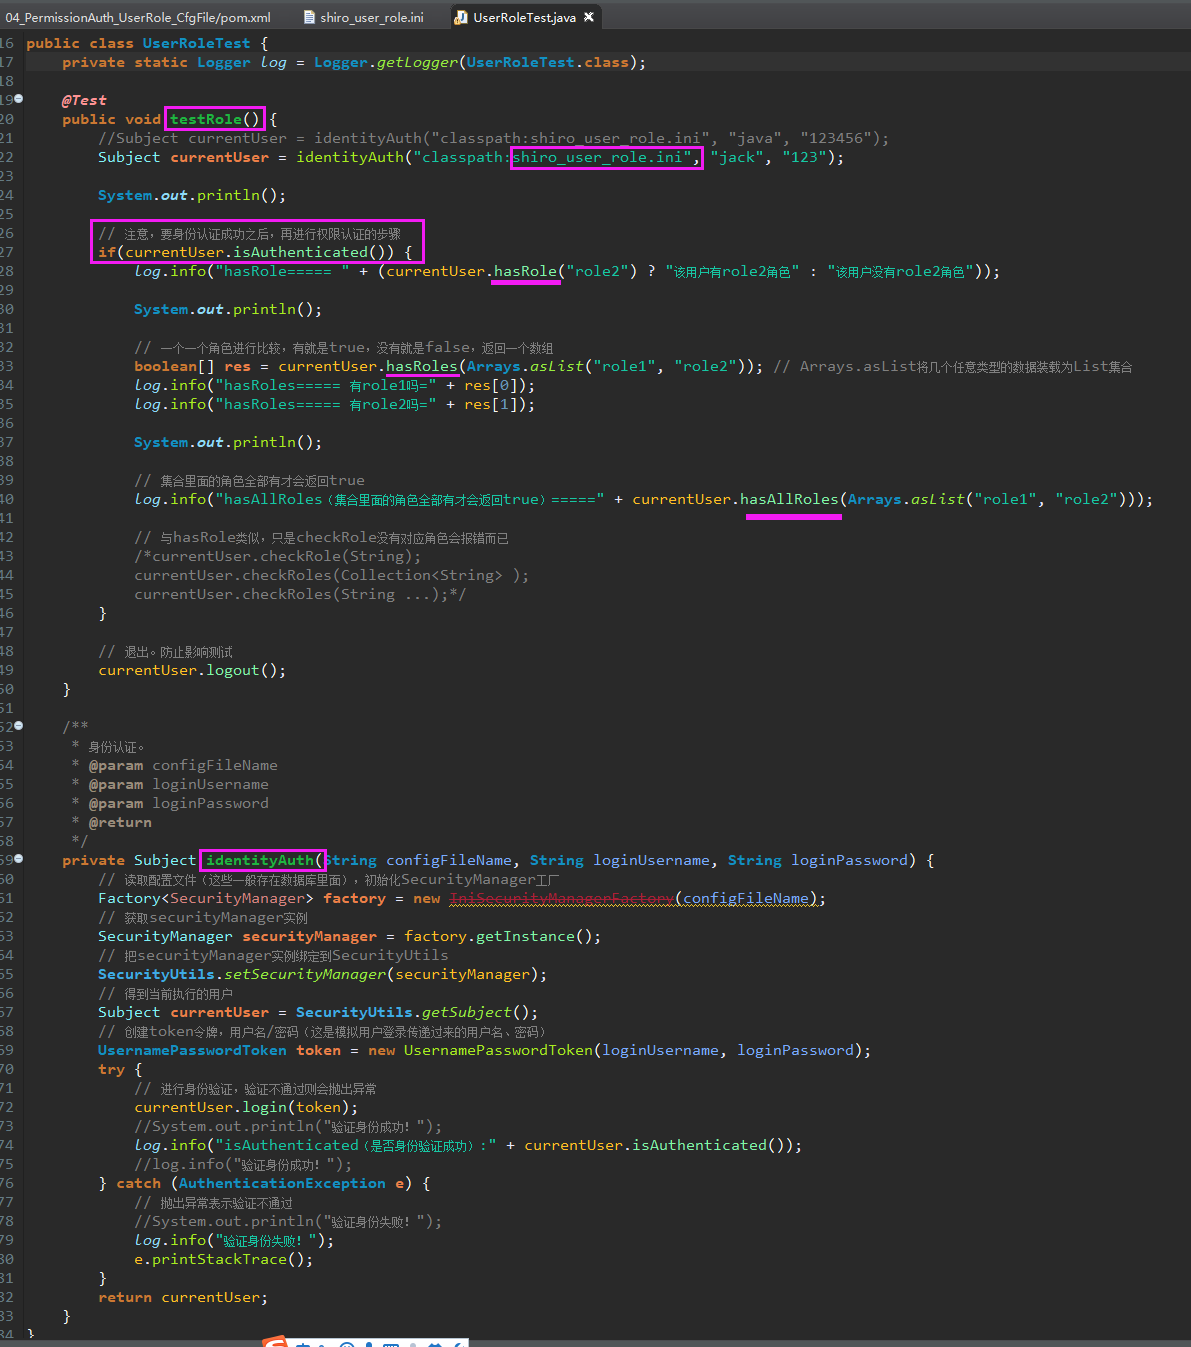 04_PermissionAuth_UserRole_CfgFile/pom.xml shiro_user_role.ini UserRoleTest.java
16 public class UserRoleTest {
17 private static Logger log = Logger.getLogger(UserRoleTest.class);
18
19 @Test
20 public void testRole() {
21 //Subject currentUser = identityAuth("classpath:shiro_user_role.ini", "java", "123456");
22 Subject currentUser = identityAuth("classpath:shiro_user_role.ini", "jack", "123");
23
24 System.out.println();
25
26 // 注意，要身份认证成功之后，再进行权限认证的步骤
27 if(currentUser.isAuthenticated()) {
28 log.info("hasRole===== " + (currentUser.hasRole("role2") ? "该用户有role2角色" : "该用户没有role2角色"));
29
30 System.out.println();
31
32 // 一个一个角色进行比较，有就是true，没有就是false，返回一个数组
33 boolean[] res = currentUser.hasRoles(Arrays.asList("role1", "role2")); // Arrays.asList将几个任意类型的数据装载为List集合
34 log.info("hasRoles===== 有role1吗=" + res[0]);
35 log.info("hasRoles===== 有role2吗=" + res[1]);
36
37 System.out.println();
38
39 // 集合里面的角色全部有才会返回true
40 log.info("hasAllRoles（集合里面的角色全部有才会返回true）=====" + currentUser.hasAllRoles(Arrays.asList("role1", "role2")));
41
42 // 与hasRole类似，只是checkRole没有对应角色会报错而已
43 /*currentUser.checkRole(String);
44 currentUser.checkRoles(Collection<String> );
45 currentUser.checkRoles(String ...);*/
46 }
47
48 // 退出。防止影响测试
49 currentUser.logout();
50 }
51
52 /**
53 * 身份认证。
54 * @param configFileName
55 * @param loginUsername
56 * @param loginPassword
57 * @return
58 */
59 private Subject identityAuth(String configFileName, String loginUsername, String loginPassword) {
60 // 读取配置文件（这些一般存在数据库里面），初始化SecurityManager工厂
61 Factory<SecurityManager> factory = new IniSecurityManagerFactory(configFileName);
62 // 获取securityManager实例
63 SecurityManager securityManager = factory.getInstance();
64 // 把securityManager实例绑定到SecurityUtils
65 SecurityUtils.setSecurityManager(securityManager);
66 // 得到当前执行的用户
67 Subject currentUser = SecurityUtils.getSubject();
68 // 创建token令牌，用户名/密码（这是模拟用户登录传递过来的用户名、密码）
69 UsernamePasswordToken token = new UsernamePasswordToken(loginUsername, loginPassword);
70 try {
71 // 进行身份验证，验证不通过则会抛出异常
72 currentUser.login(token);
73 //System.out.println("验证身份成功！");
74 log.info("isAuthenticated（是否身份验证成功）:" + currentUser.isAuthenticated());
75 //log.info("验证身份成功！");
76 } catch (AuthenticationException e) {
77 // 抛出异常表示验证不通过
78 //System.out.println("验证身份失败！");
79 log.info("验证身份失败！");
80 e.printStackTrace();
81 }
82 return currentUser;
83 }
84 }